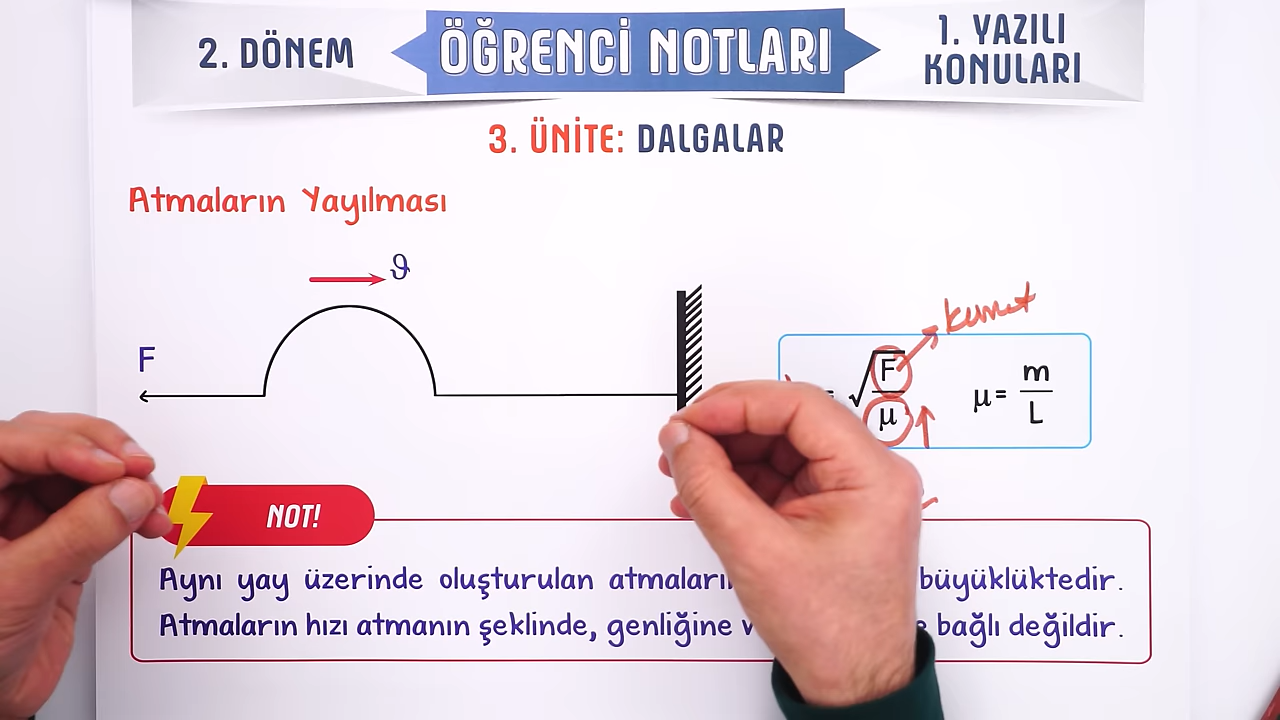 2. DÖNEM
ÖĞRENCİ NOTLARI
1. YAZILI
KONULARI
3. ÜNİTE: DALGALAR
Atmaların Yayılması
ϑ
F
kuvvet
= √F/μ
μ = m/L
NOT!
Aynı yay üzerinde oluşturulan atmaların büyüklüktedir.
Atmaların hızı atmanın şeklinde, genliğine bağlı değildir.